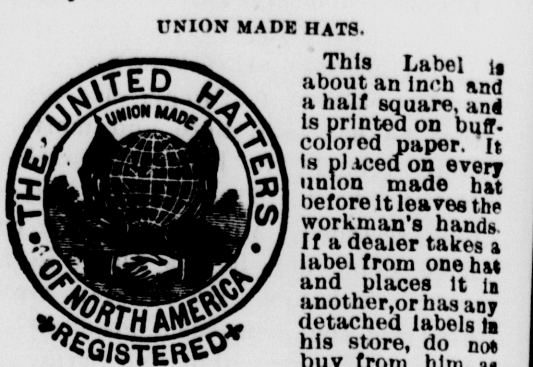 UNION MADE HATS.
THE UNITED HATTERS
OF NORTH AMERICA
UNION MADE
REGISTERED
This Label is
about an inch and
a half square, and
is printed on buff-
colored paper. It
is placed on every
union made hat
before it leaves the
workman's hands.
If a dealer takes a
label from one hat
and places it in
another, or has any
detached labels in
his store, do not
buy from him as